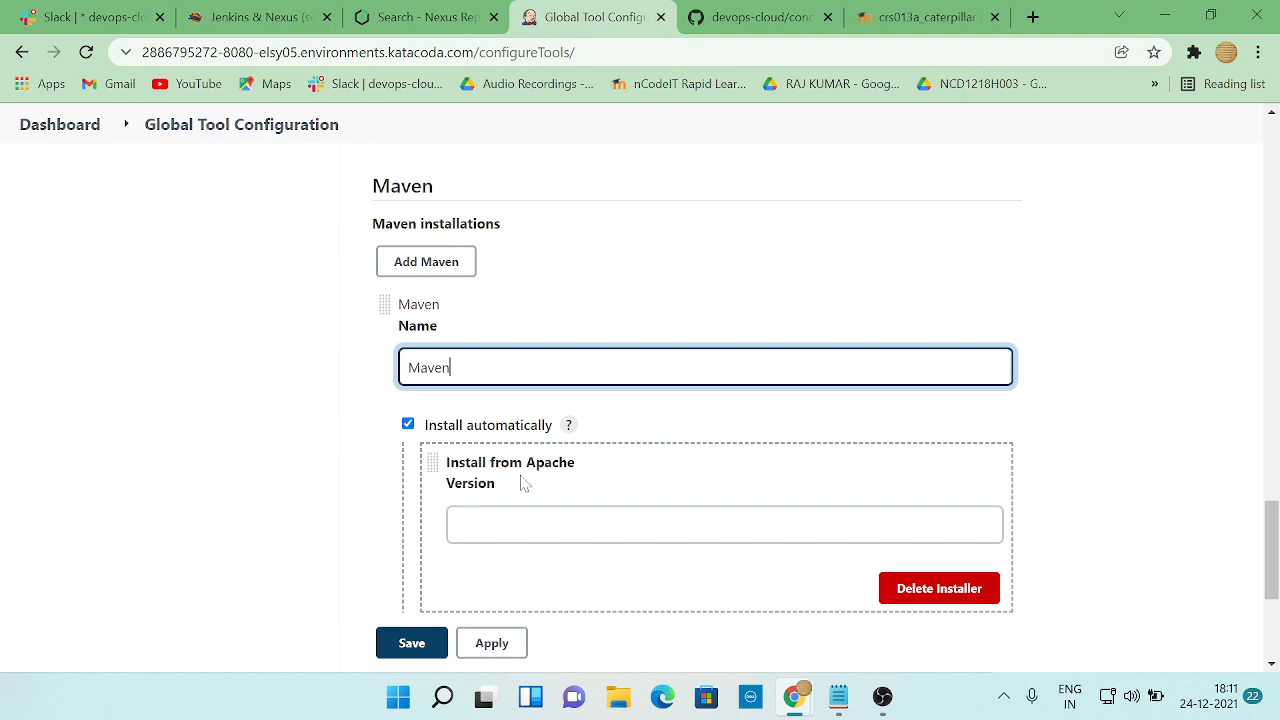 Slack | * devops-clo
Jenkins & Nexus (se
Search - Nexus Rep
Global Tool Configu
devops-cloud/conc
crs013a_caterpillar
2886795272-8080-elsy05.environments.katacoda.com/configureTools/
Apps
Gmail
YouTube
Maps
Slack | devops-clou...
Audio Recordings -...
nCodeIT Rapid Lear...
RAJ KUMAR - Goog...
NCD1218H003 - G...
»
Reading list
Dashboard
Global Tool Configuration
Maven
Maven installations
Add Maven
Maven
Name
Maven
Install automatically ?
Install from Apache
Version
Delete Installer
Save
Apply
DELL
ENG
IN
18:11
24-12-2021
22